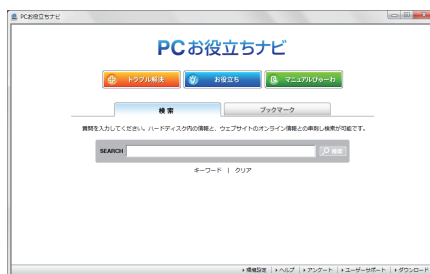 PCお役立ちナビ
PCお役立ちナビ
トラブル解決 お役立ち マニュアルびゅーわ
検索 ブックマーク
質問を入力してください。ハードディスク内の情報と、ウェブサイトのオンライン情報との串刺し検索が可能です。
SEARCH 検索
キーワード | クリア
環境設定 | ヘルプ | アンケート | ユーザーサポート | ダウンロード